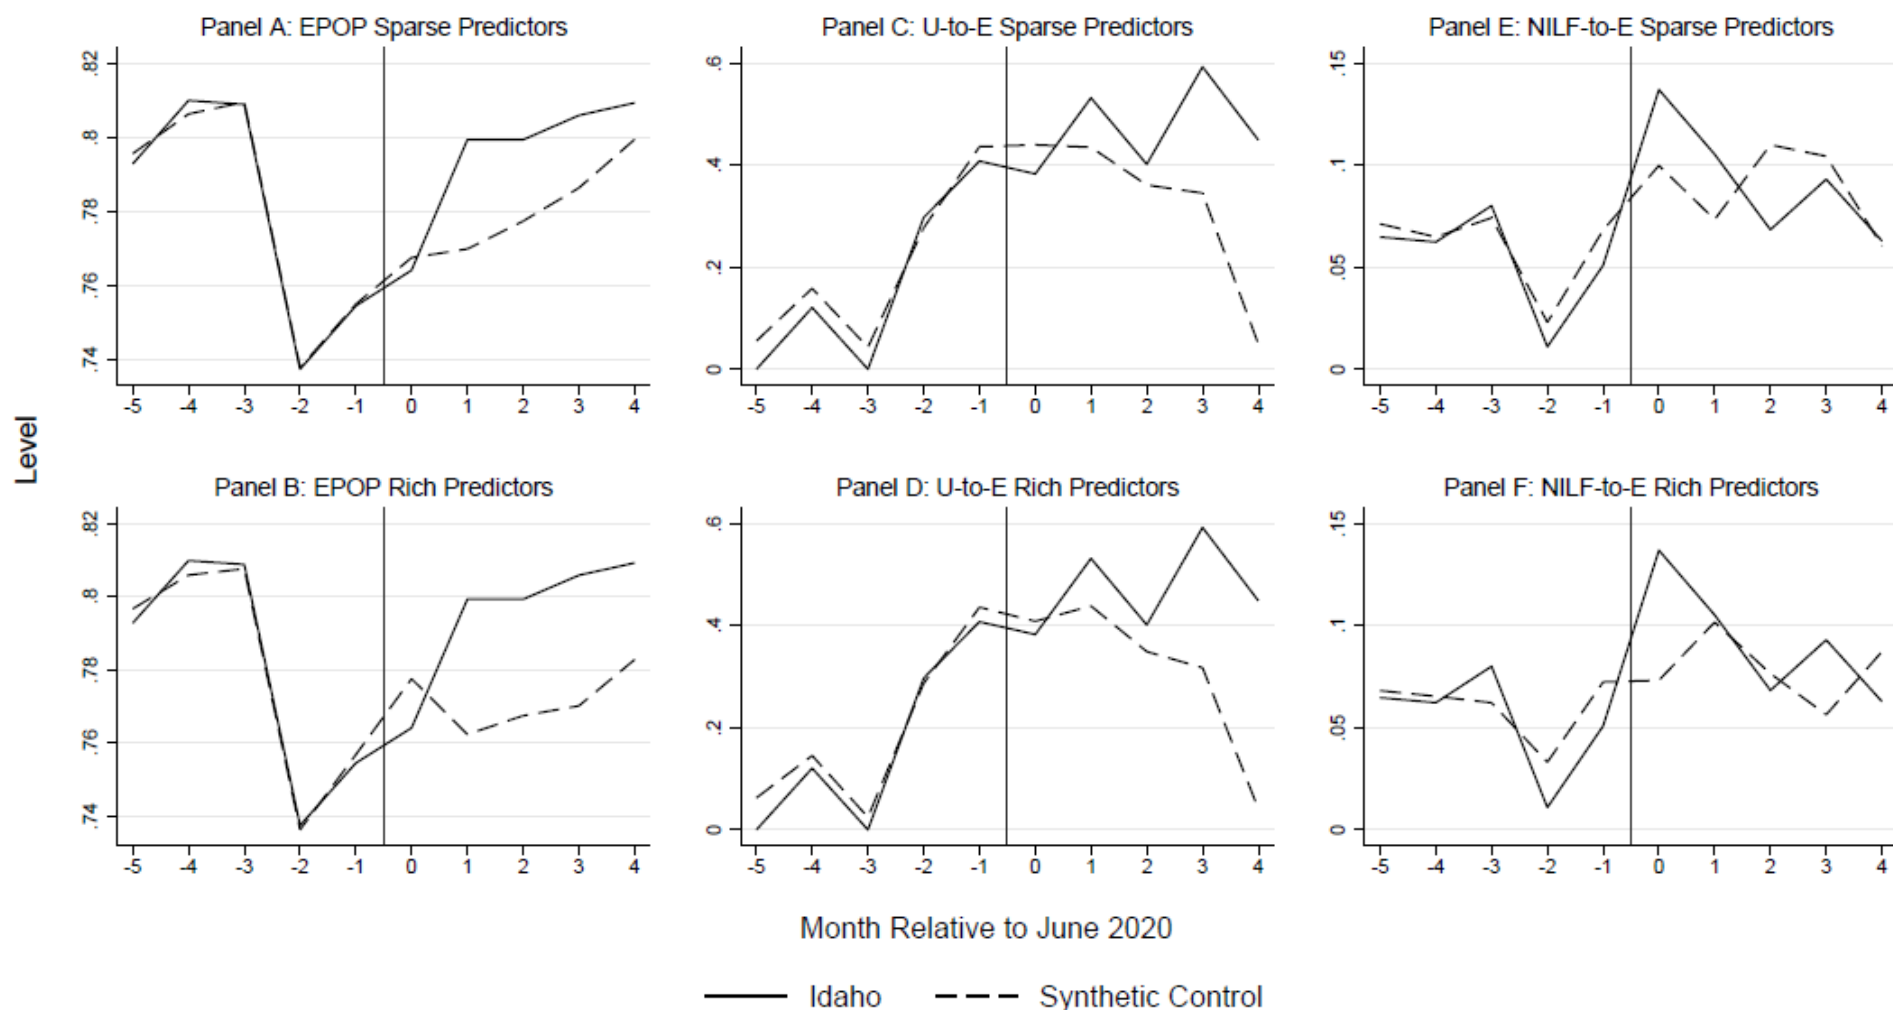 Panel A: EPOP Sparse Predictors
.82
.8
.78
.76
.74
-5 -4 -3 -2 -1 0 1 2 3 4
Panel C: U-to-E Sparse Predictors
.6
.4
.2
0
-5 -4 -3 -2 -1 0 1 2 3 4
Panel E: NILF-to-E Sparse Predictors
.15
.1
.05
0
-5 -4 -3 -2 -1 0 1 2 3 4
Level
Panel B: EPOP Rich Predictors
.82
.8
.78
.76
.74
-5 -4 -3 -2 -1 0 1 2 3 4
Panel D: U-to-E Rich Predictors
.6
.4
.2
0
-5 -4 -3 -2 -1 0 1 2 3 4
Panel F: NILF-to-E Rich Predictors
.15
.1
.05
0
-5 -4 -3 -2 -1 0 1 2 3 4
Month Relative to June 2020
Idaho
Synthetic Control